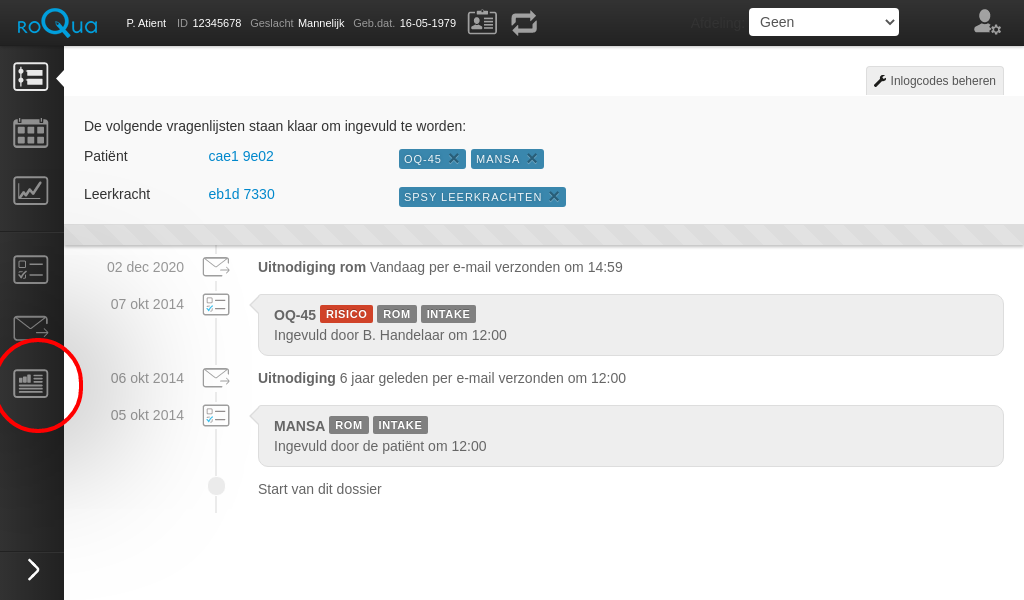 roQua P. Atient ID 12345678 Geslacht Mannelijk Geb.dat. 16-05-1979 Afdeling Geen
Inlogcodes beheren
De volgende vragenlijsten staan klaar om ingevuld te worden:
Patiënt cae1 9e02 OQ-45 MANSA
Leerkracht eb1d 7330 SPSY LEERKRACHTEN
02 dec 2020 Uitnodiging rom Vandaag per e-mail verzonden om 14:59
07 okt 2014 OQ-45 RISICO ROM INTAKE
Ingevuld door B. Handelaar om 12:00
06 okt 2014 Uitnodiging 6 jaar geleden per e-mail verzonden om 12:00
05 okt 2014 MANSA ROM INTAKE
Ingevuld door de patiënt om 12:00
Start van dit dossier